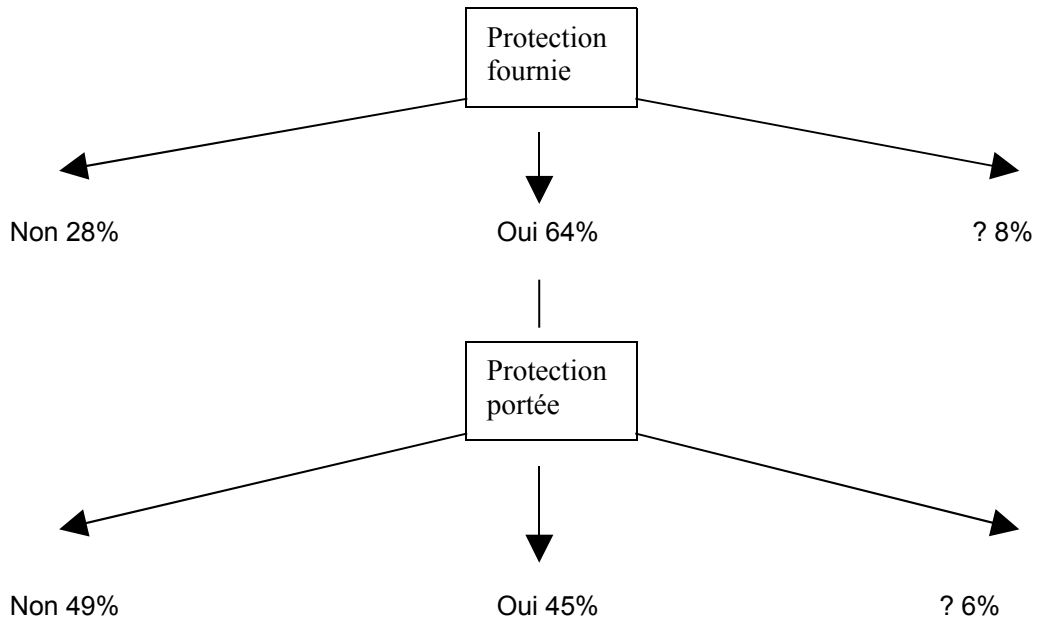 Protection
fournie
Non 28%
Oui 64%
? 8%
Protection
portée
Non 49%
Oui 45%
? 6%